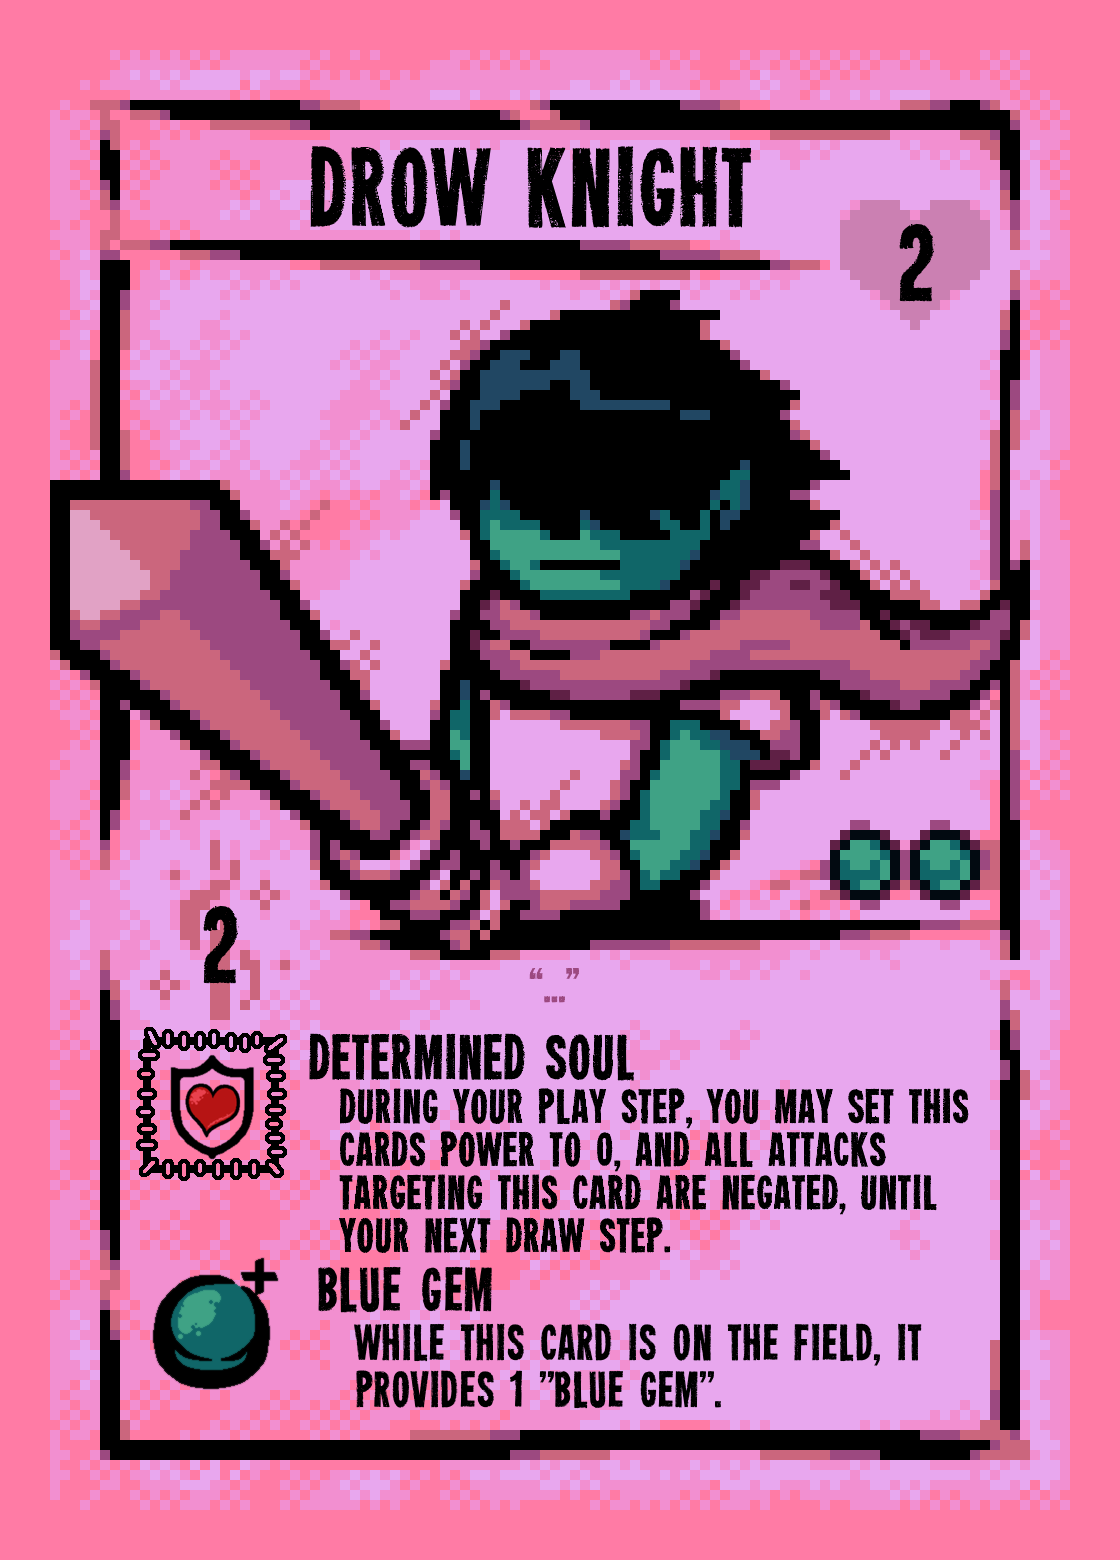 DROW KNIGHT
2
2
“…”
DETERMINED SOUL
DURING YOUR PLAY STEP, YOU MAY SET THIS
CARDS POWER TO 0, AND ALL ATTACKS
TARGETING THIS CARD ARE NEGATED, UNTIL
YOUR NEXT DRAW STEP.
BLUE GEM
WHILE THIS CARD IS ON THE FIELD, IT
PROVIDES 1 ”BLUE GEM”.